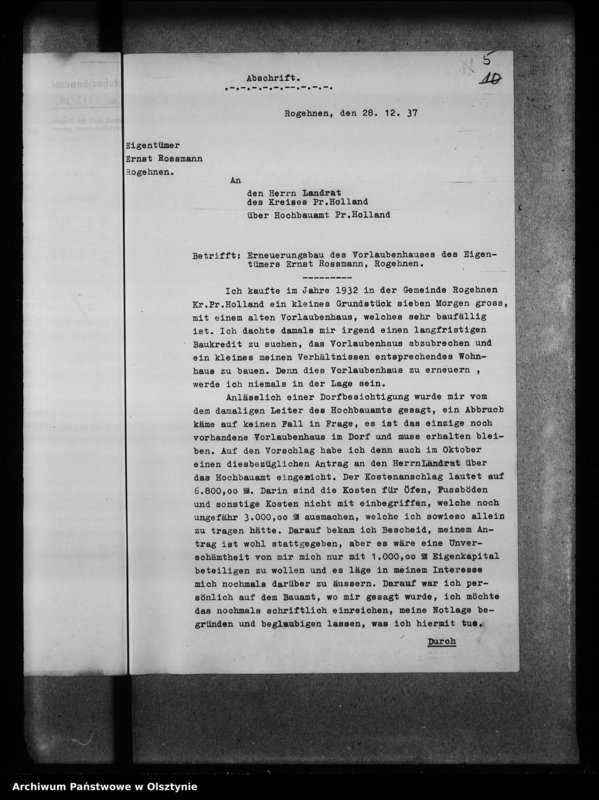 5
10
Abschrift.
Rogehnen, den 28. 12. 37
Eigentümer
Ernst Rossmann
Rogehnen.
An
den Herrn Landrat
des Kreises Pr.Holland
über Hochbauamt Pr.Holland
Betrifft: Erneuerungsbau des Vorlaubenhauses des Eigen-
tümers Ernst Rossmann, Rogehnen.
Ich kaufte im Jahre 1932 in der Gemeinde Rogehnen
Kr.Pr.Holland ein kleines Grundstück sieben Morgen gross,
mit einem alten Vorlaubenhaus, welches sehr baufällig
ist. Ich dachte damals mir irgend einen langfristigen
Baukredit zu suchen, das Vorlaubenhaus abzubrechen und
ein kleines meinen Verhältnissen entsprechendes Wohn-
haus zu bauen. Denn dies Vorlaubenhaus zu erneuern ,
werde ich niemals in der Lage sein.
Anlässlich einer Dorfbesichtigung wurde mir vom
dem damaligen Leiter des Hochbauamts gesagt, ein Abbruch
käme auf keinen Fall in Frage, es ist das einzige noch
vorhandene Vorlaubenhaus im Dorf und muss erhalten blei-
ben. Auf den Vorschlag habe ich denn auch im Oktober
einen diesbezüglichen Antrag an den HerrnLandrat über
das Hochbauamt eingereicht. Der Kostenanschlag lautet auf
6.800,oo RM. Darin sind die Kosten für Öfen, Fussböden
und sonstige Kosten nicht mit einbegriffen, welche noch
ungefähr 3.000,oo RM ausmachen, welche ich sowieso allein
zu tragen hätte. Darauf bekam ich Bescheid, meinem An-
trag ist wohl stattgegeben, aber es wäre eine Unver-
schämtheit von mir mich nur mit 1.000,oo RM Eigenkapital
beteiligen zu wollen und es läge in meinem Interesse
mich nochmals darüber zu äussern. Darauf war ich per-
sönlich auf dem Bauamt, wo mir gesagt wurde, ich möchte
das nochmals schriftlich einreichen, meine Notlage be-
gründen und beglaubigen lassen, was ich hiermit tue.
Durch
Archiwum Państwowe w Olsztynie